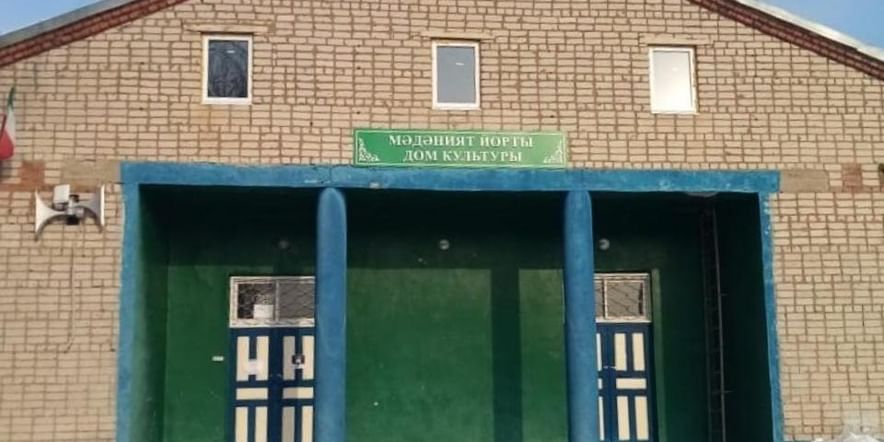 МӘДӘНИЯТ ЙОРТЫ
ДОМ КУЛЬТУРЫ